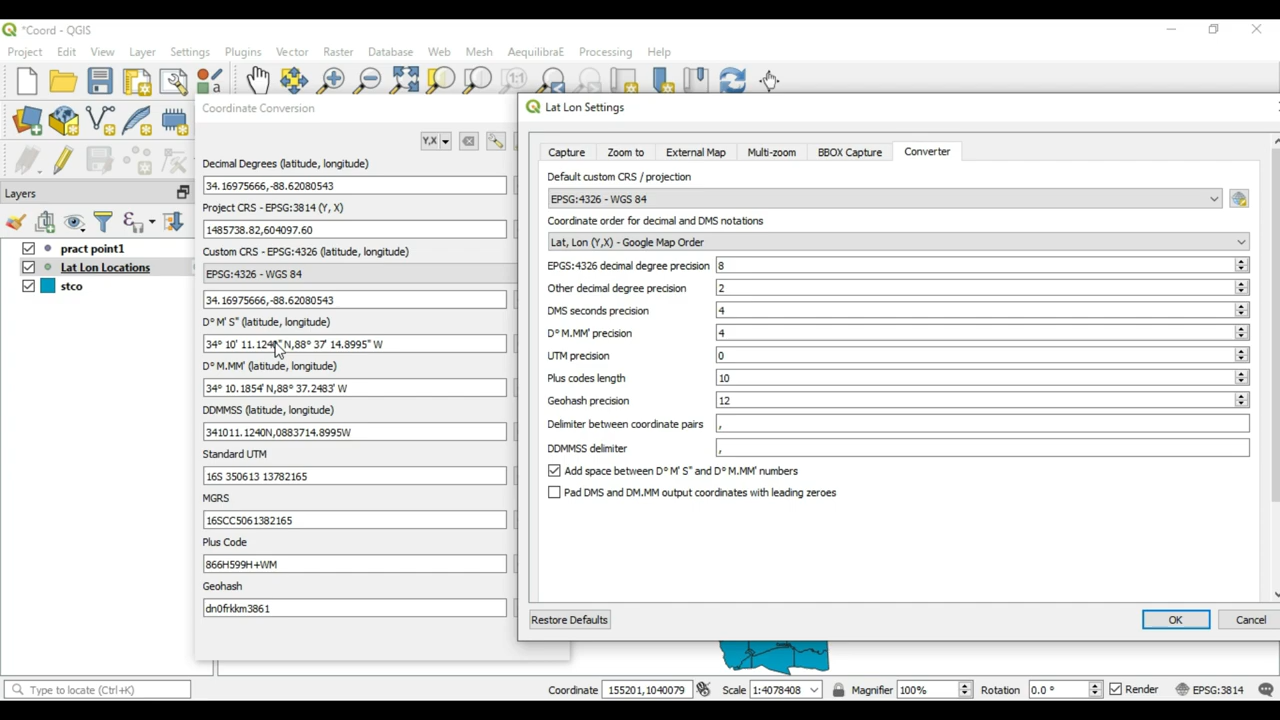 *Coord - QGIS
Project Edit View Layer Settings Plugins Vector Raster Database Web Mesh AequilibraE Processing Help
Coordinate Conversion
Y,X
Decimal Degrees (latitude, longitude)
34.16975666,-88.62080543
Project CRS - EPSG:3814 (Y, X)
1485738.82,604097.60
Custom CRS - EPSG:4326 (latitude, longitude)
EPSG:4326 - WGS 84
34.16975666,-88.62080543
D° M' S" (latitude, longitude)
34° 10' 11.1240" N,88° 37' 14.8995" W
D° M.MM' (latitude, longitude)
34° 10.1854' N,88° 37.2483' W
DDMMSS (latitude, longitude)
341011.1240N,0883714.8995W
Standard UTM
16S 350613 13782165
MGRS
16SCC5061382165
Plus Code
866H599H+WM
Geohash
dn0frkkm3861
Layers
pract point1
Lat Lon Locations
stco
Lat Lon Settings
Capture Zoom to External Map Multi-zoom BBOX Capture Converter
Default custom CRS / projection
EPSG:4326 - WGS 84
Coordinate order for decimal and DMS notations
Lat, Lon (Y,X) - Google Map Order
EPGS:4326 decimal degree precision 8
Other decimal degree precision 2
DMS seconds precision 4
D° M.MM' precision 4
UTM precision 0
Plus codes length 10
Geohash precision 12
Delimiter between coordinate pairs ,
DDMMSS delimiter ,
Add space between D° M' S" and D° M.MM' numbers
Pad DMS and DM.MM output coordinates with leading zeroes
Restore Defaults OK Cancel
Type to locate (Ctrl+K) Coordinate 155201,1040079 Scale 1:4078408 Magnifier 100% Rotation 0.0 ° Render EPSG:3814